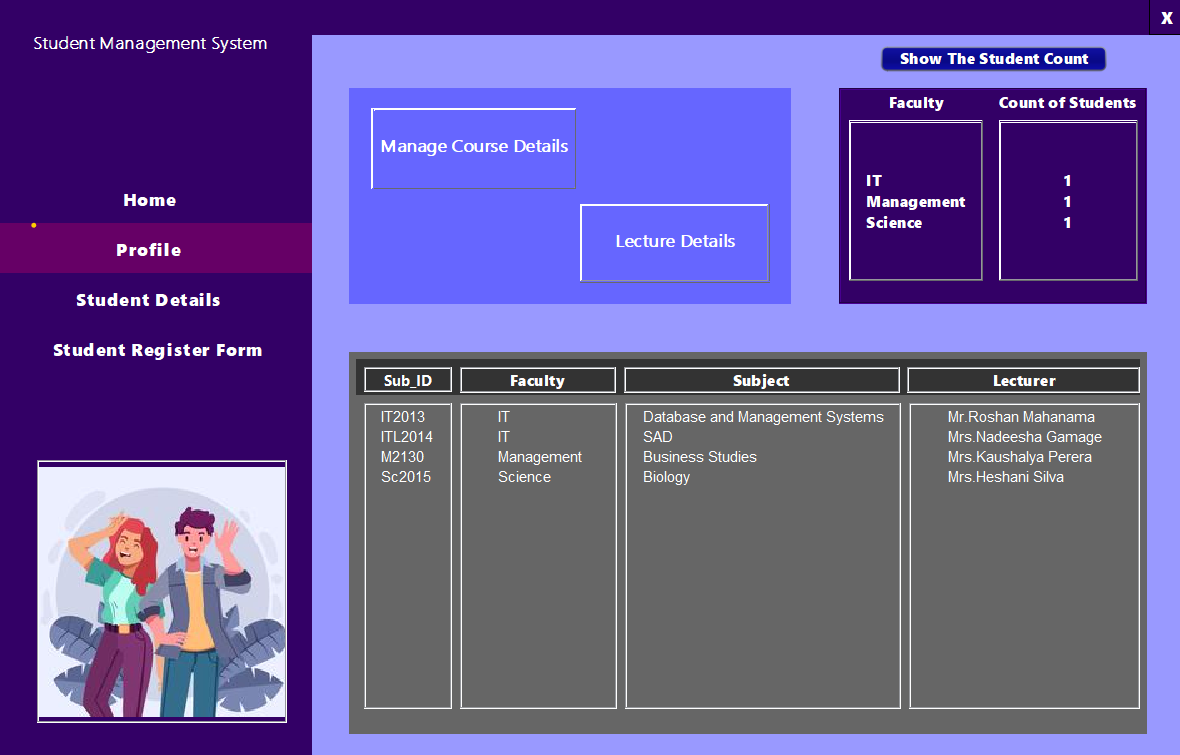 X
Student Management System
Show The Student Count
Faculty Count of Students
Manage Course Details
IT 1
Management 1
Science 1
Home
Lecture Details
Profile
Student Details
Student Register Form
Sub_ID Faculty Subject Lecturer
IT2013 IT Database and Management Systems Mr.Roshan Mahanama
ITL2014 IT SAD Mrs.Nadeesha Gamage
M2130 Management Business Studies Mrs.Kaushalya Perera
Sc2015 Science Biology Mrs.Heshani Silva